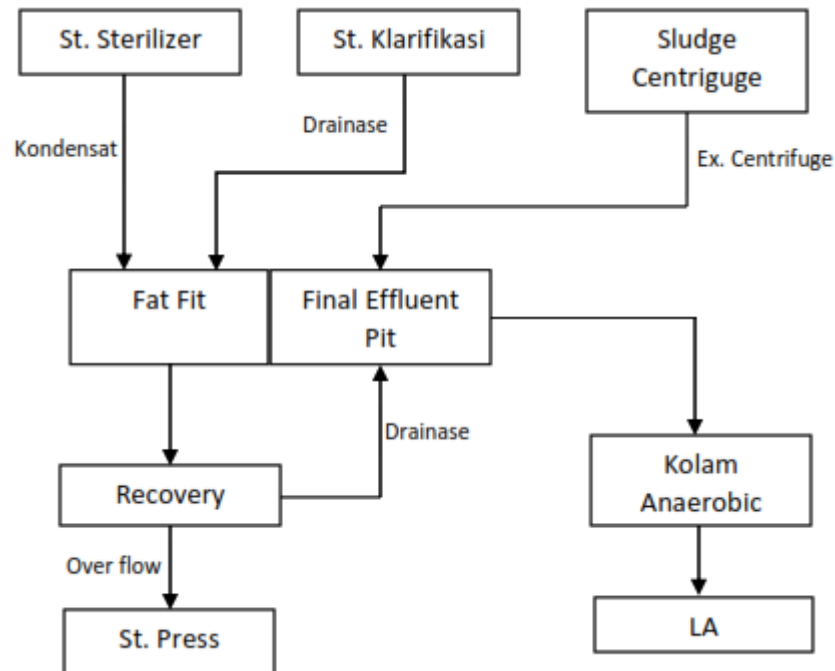 St. Sterilizer
St. Klarifikasi
Sludge
Centriguge
Kondensat
Drainase
Ex. Centrifuge
Fat Fit
Final Effluent
Pit
Drainase
Recovery
Kolam
Anaerobic
Over flow
St. Press
LA